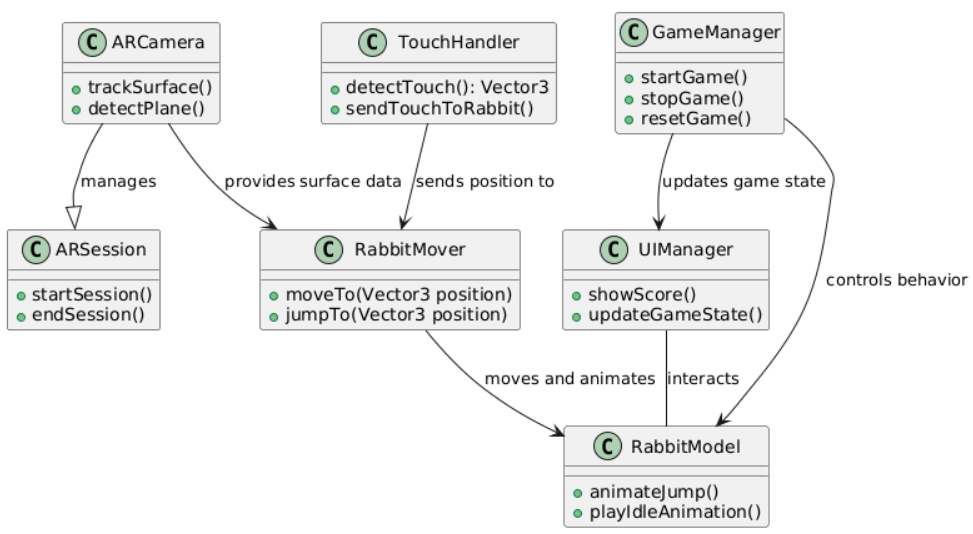 C ARCamera
trackSurface()
detectPlane()
C TouchHandler
detectTouch(): Vector3
sendTouchToRabbit()
C GameManager
startGame()
stopGame()
resetGame()
manages
provides surface data
sends position to
updates game state
controls behavior
C ARSession
startSession()
endSession()
C RabbitMover
moveTo(Vector3 position)
jumpTo(Vector3 position)
C UIManager
showScore()
updateGameState()
moves and animates
interacts
C RabbitModel
animateJump()
playIdleAnimation()